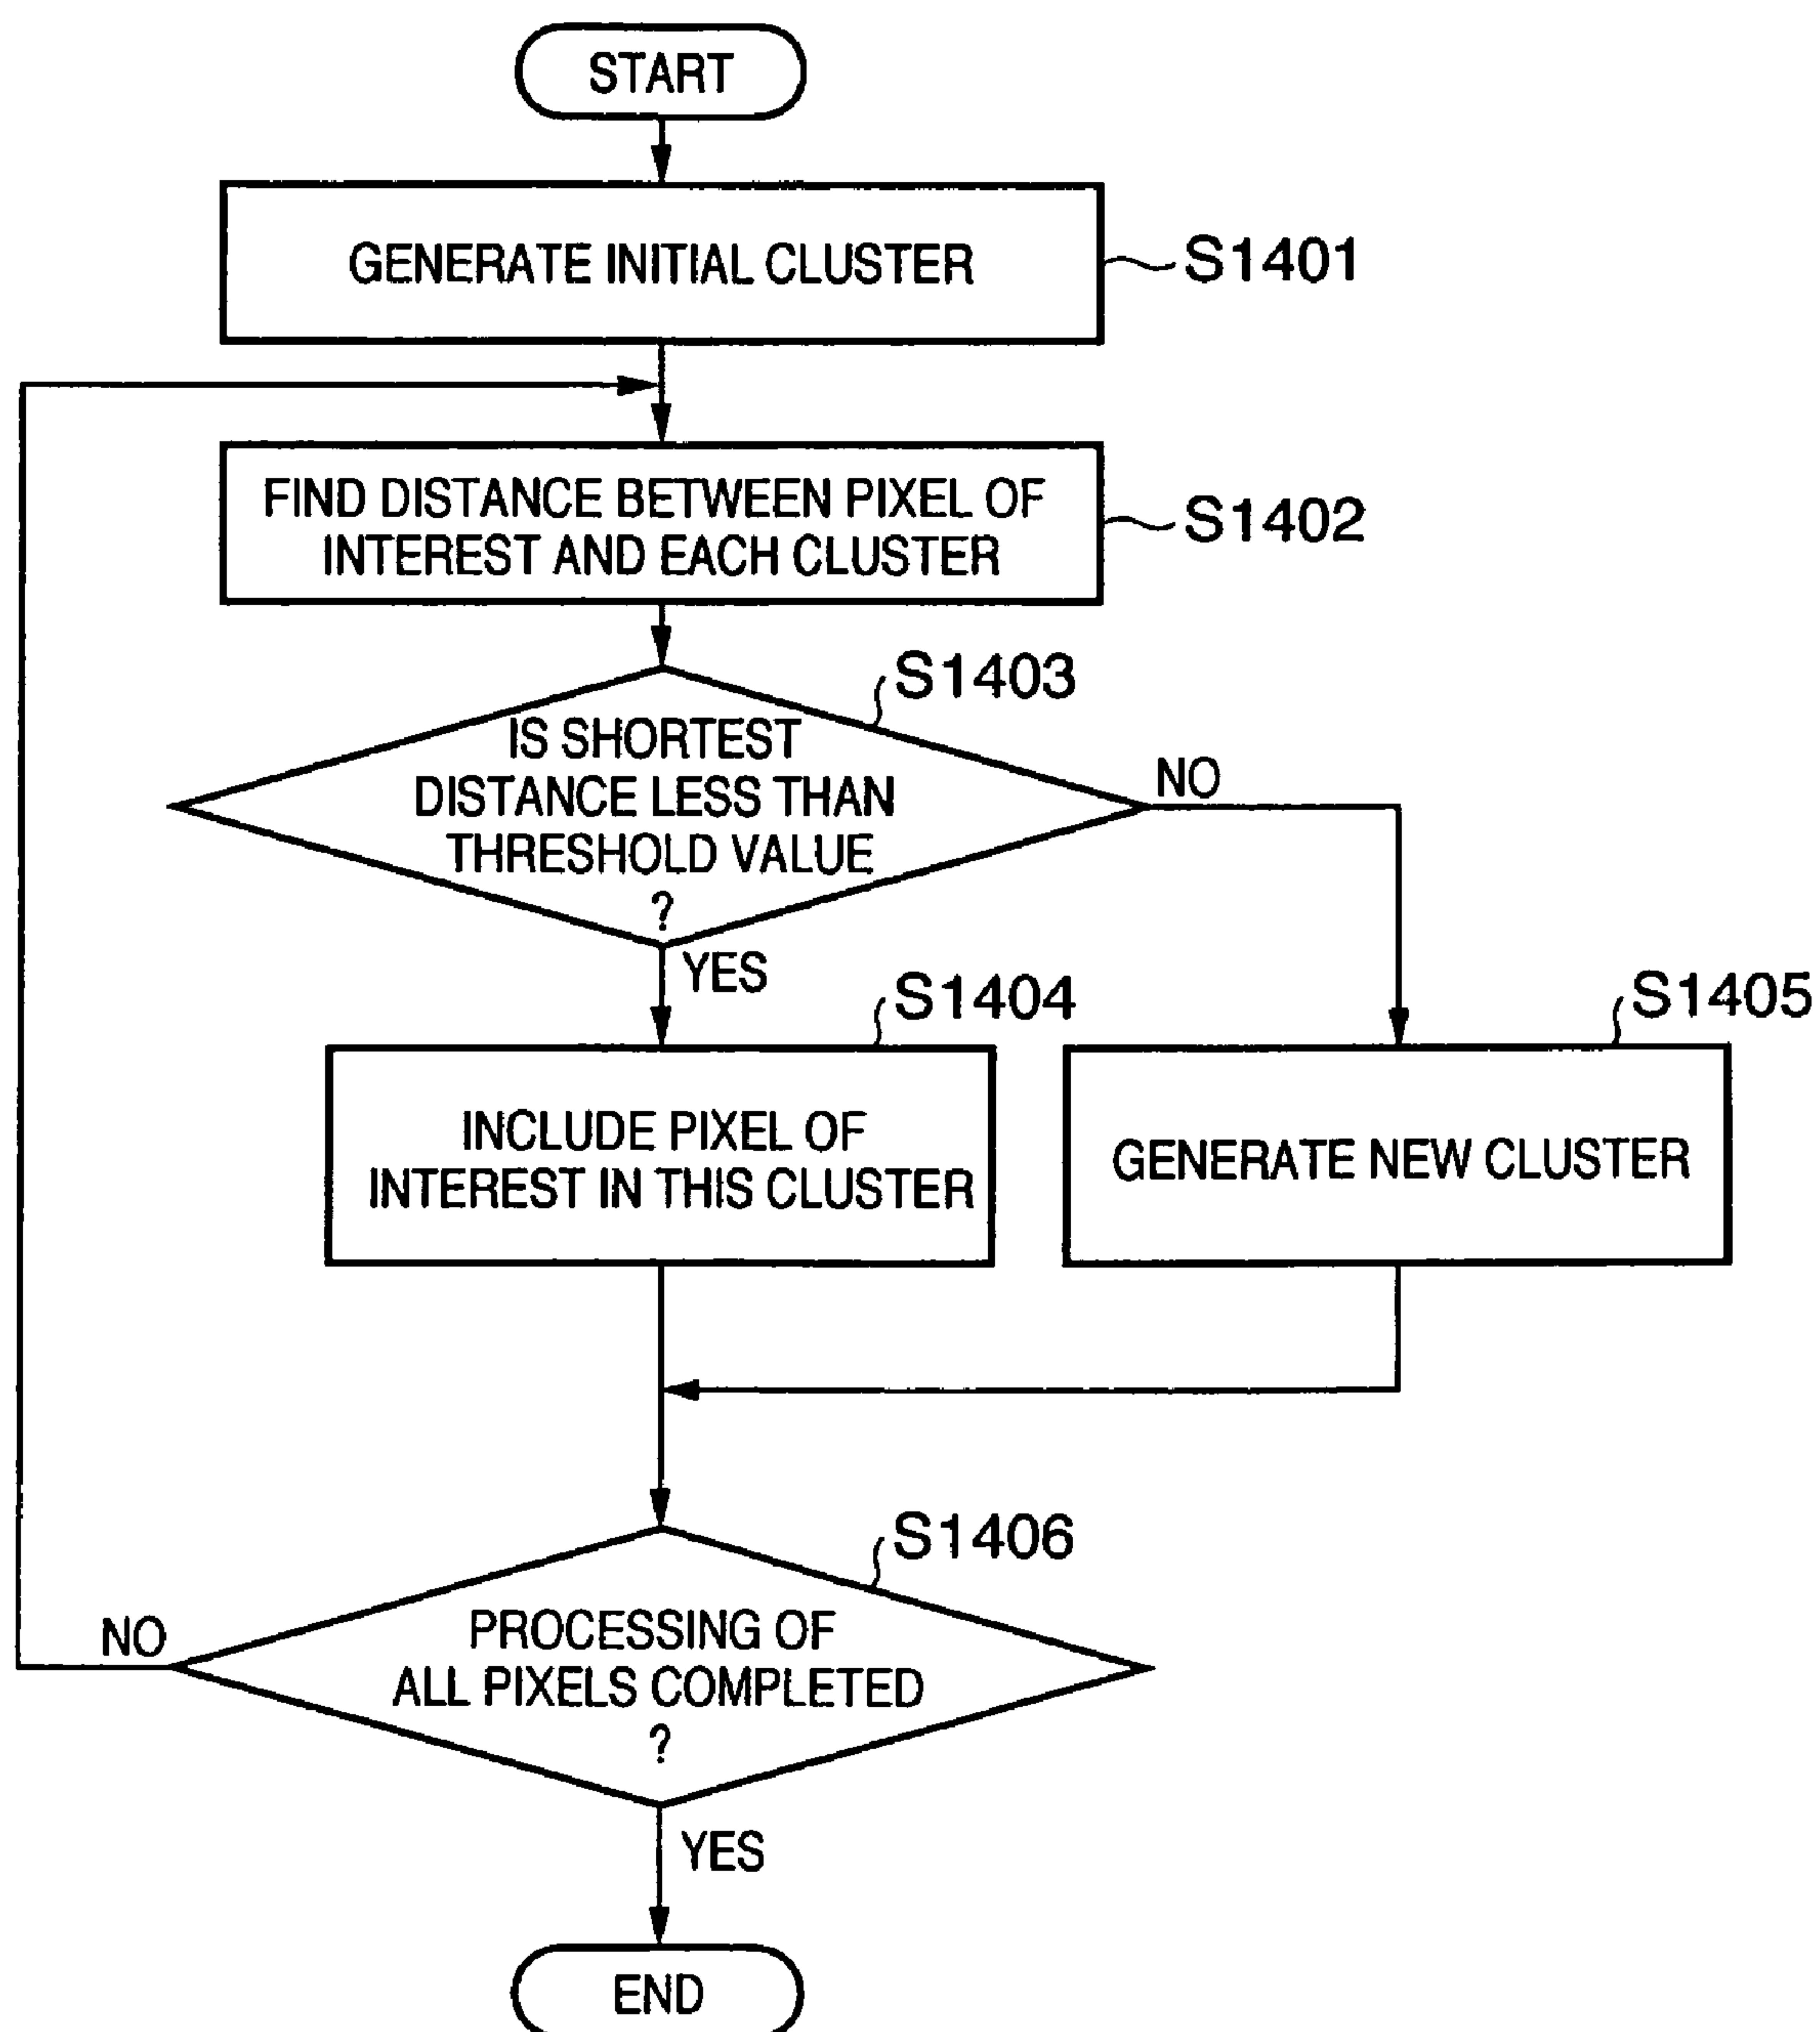 START
GENERATE INITIAL CLUSTER
S1401
FIND DISTANCE BETWEEN PIXEL OF
INTEREST AND EACH CLUSTER
S1402
S1403
IS SHORTEST
DISTANCE LESS THAN
THRESHOLD VALUE
?
NO
YES
S1404
INCLUDE PIXEL OF
INTEREST IN THIS CLUSTER
S1405
GENERATE NEW CLUSTER
S1406
PROCESSING OF
ALL PIXELS COMPLETED
?
NO
YES
END